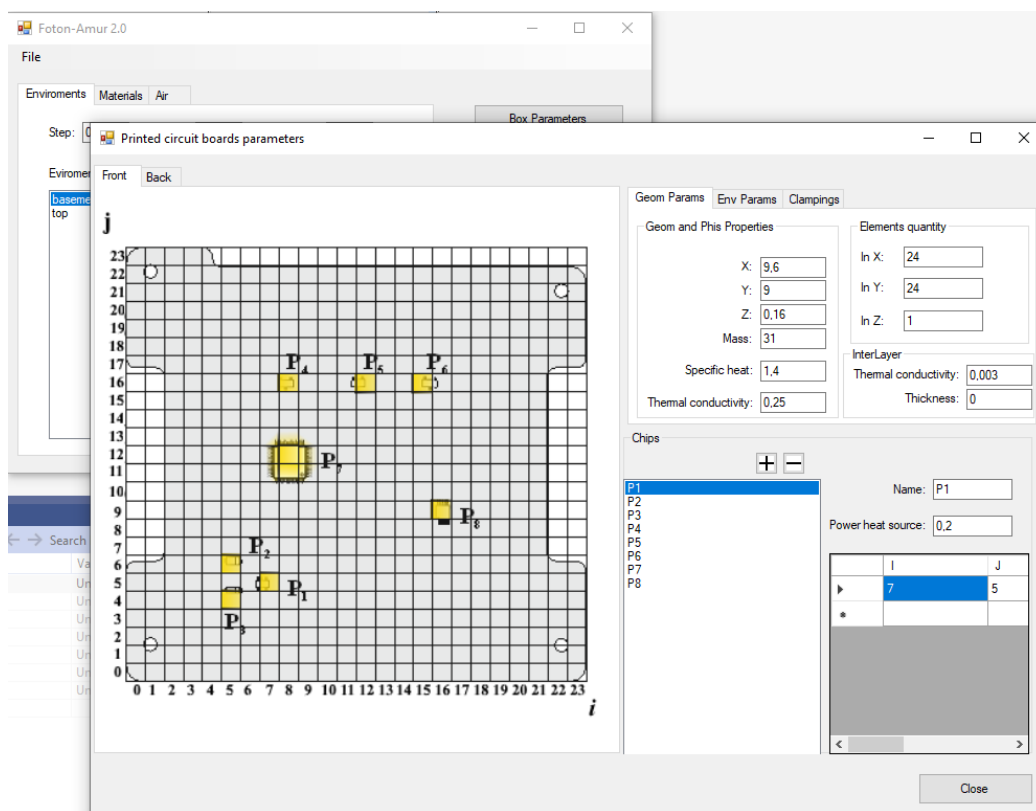 Foton-Amur 2.0
File
Enviroments Materials Air
Step:
Box Parameters
top
Search
Printed circuit boards parameters
Front Back
j
23
22
21
20
19
18
17
16
15
14
13
12
11
10
9
8
7
6
5
4
3
2
1
0
0 1 2 3 4 5 6 7 8 9 10 11 12 13 14 15 16 17 18 19 20 21 22 23
i
P4 P5 P6
P7
P8
P2
P1
P3
Geom Params Env Params Clampings
Geom and Phis Properties
X: 9,6
Y: 9
Z: 0,16
Mass: 31
Specific heat: 1,4
Thermal conductivity: 0,25
Elements quantity
In X: 24
In Y: 24
In Z: 1
InterLayer
Thermal conductivity: 0,003
Thickness: 0
Chips
+ −
P1
P2
P3
P4
P5
P6
P7
P8
Name: P1
Power heat source: 0,2
I J
7 5
*
Close